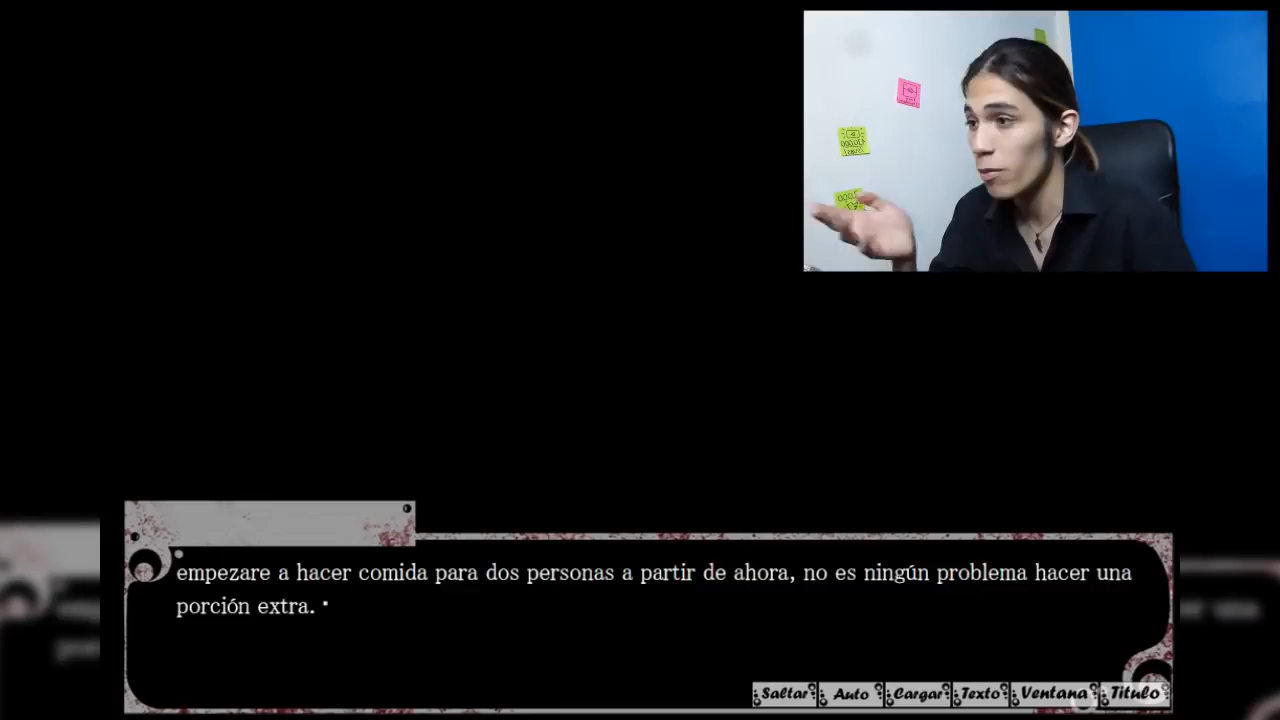 empezare a hacer comida para dos personas a partir de ahora, no es ningún problema hacer una
porción extra.
Saltar Auto Cargar Texto Ventana Titulo